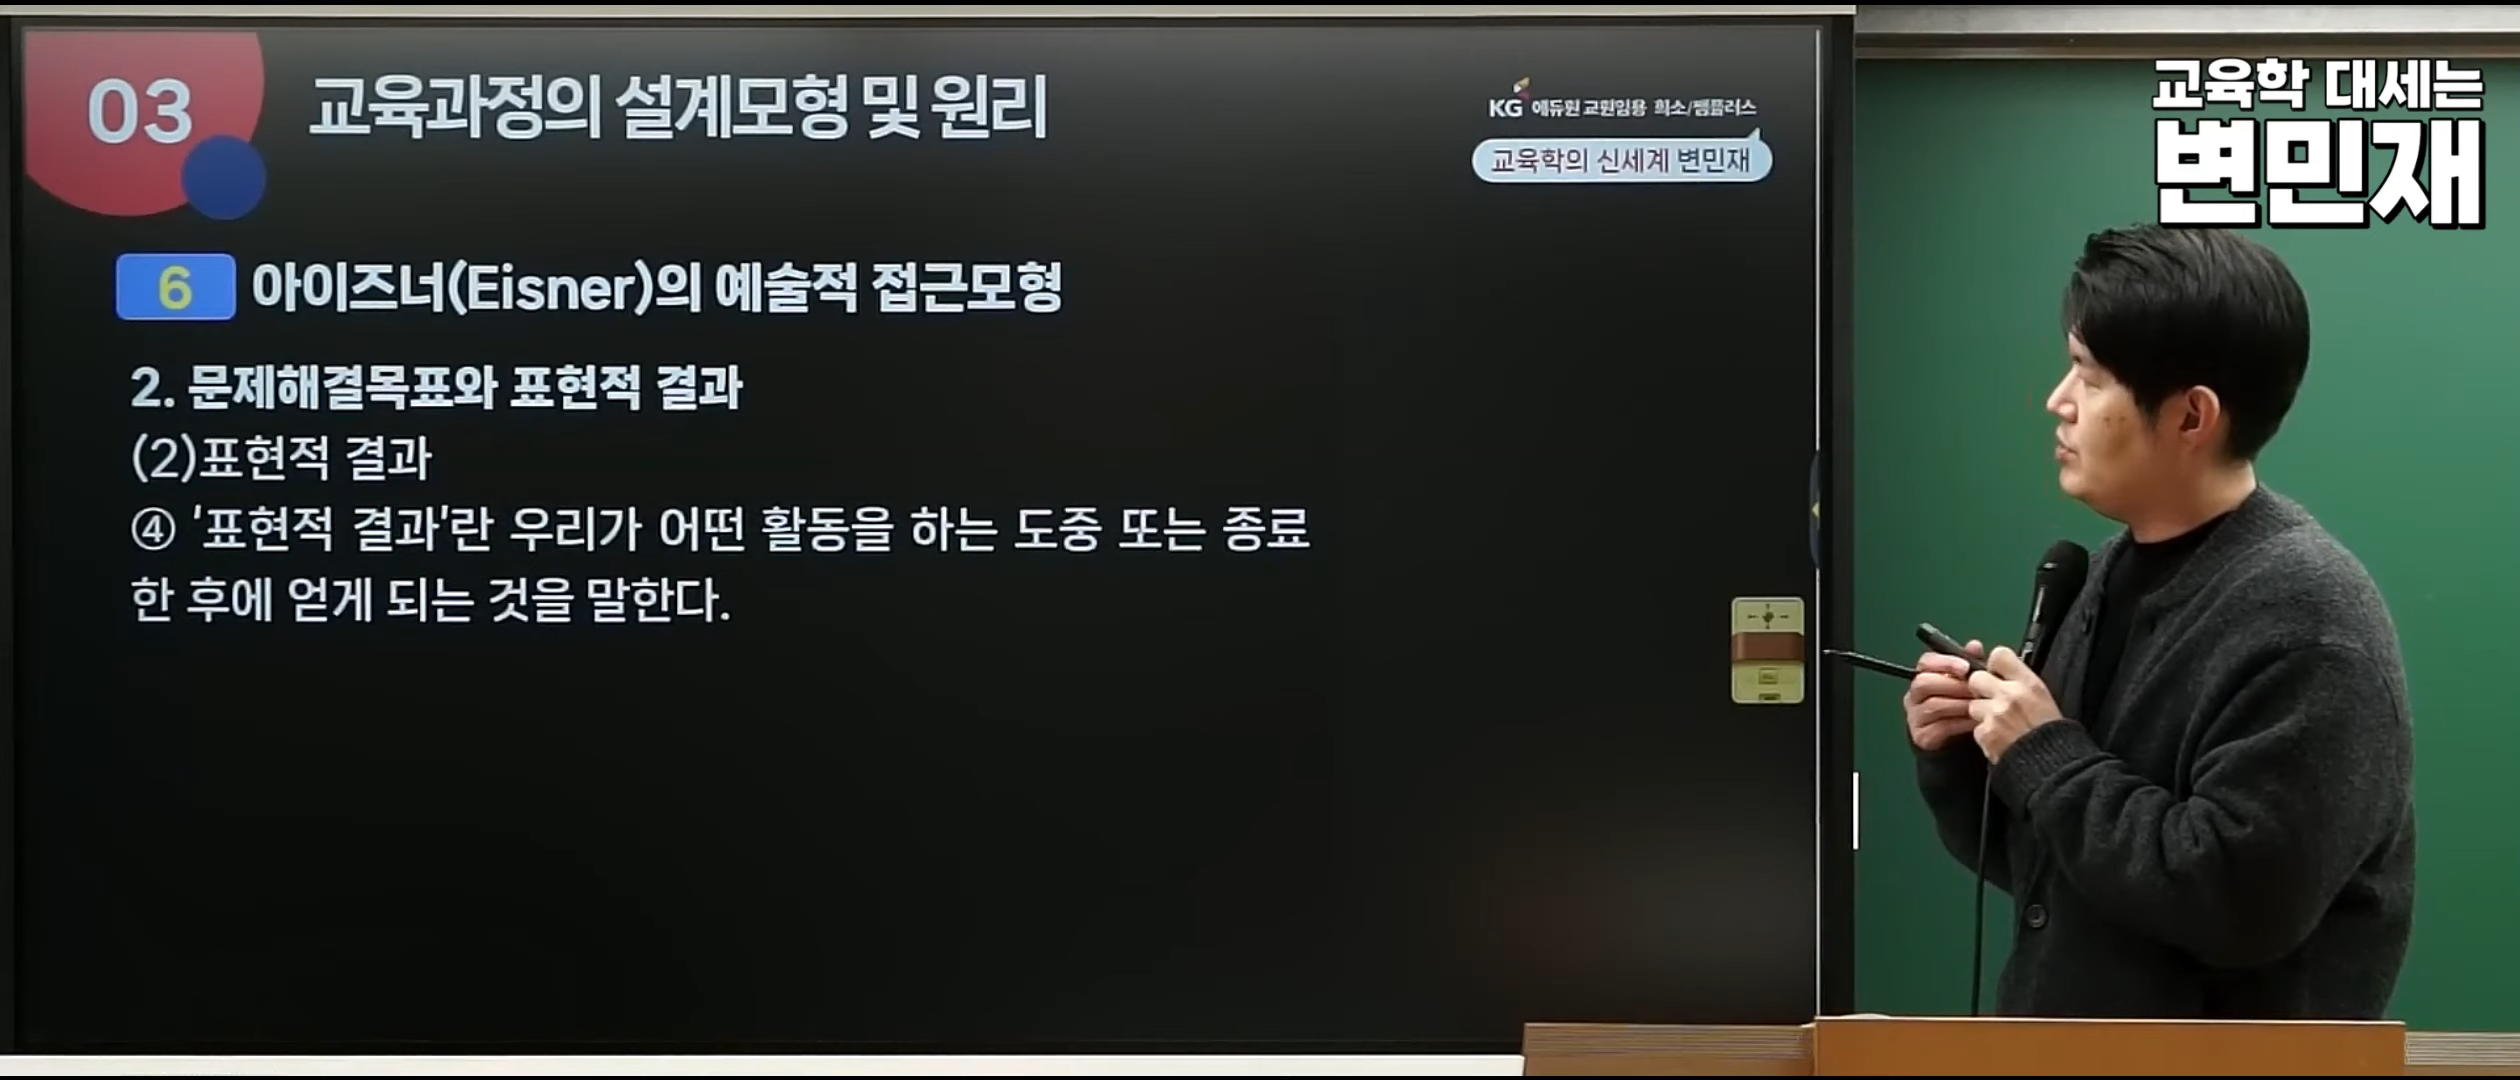 03 교육과정의 설계모형 및 원리
KG 에듀원 교원임용 희소/쌤플러스
교육학의 신세계 변민재
교육학 대세는
변민재
6 아이즈너(Eisner)의 예술적 접근모형
2. 문제해결목표와 표현적 결과
(2)표현적 결과
④ '표현적 결과'란 우리가 어떤 활동을 하는 도중 또는 종료
한 후에 얻게 되는 것을 말한다.